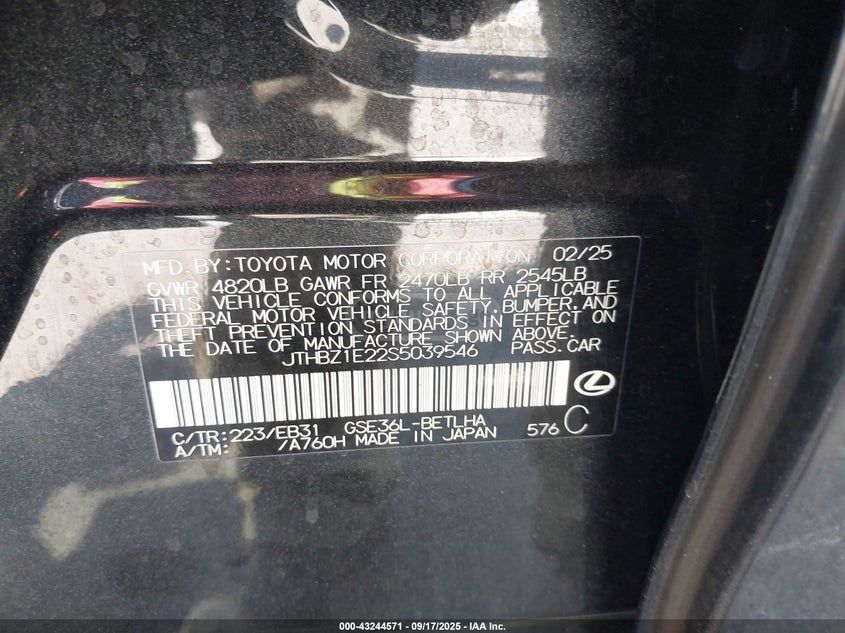 MFD. BY: TOYOTA MOTOR CORPORATION 02/25
GVWR 4820LB GAWR FR 2470LB RR 2545LB
THIS VEHICLE CONFORMS TO ALL APPLICABLE
FEDERAL MOTOR VEHICLE SAFETY, BUMPER, AND
THEFT PREVENTION STANDARDS IN EFFECT ON
THE DATE OF MANUFACTURE SHOWN ABOVE.
JTHBZ1E22S5039546 PASS. CAR
C/TR: 223/EB31 GSE36L-BETLHA
A/TM: /A760H MADE IN JAPAN 576 C
000-43244571 - 09/17/2025 - IAA Inc.